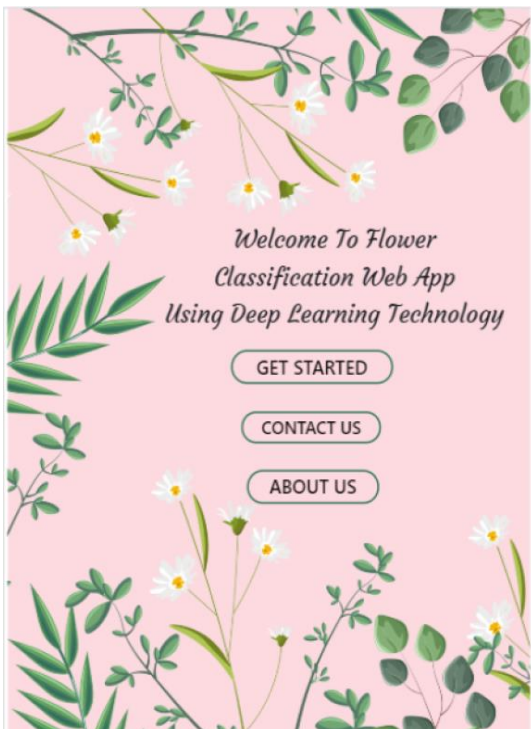 Welcome To Flower
Classification Web App
Using Deep Learning Technology
GET STARTED
CONTACT US
ABOUT US